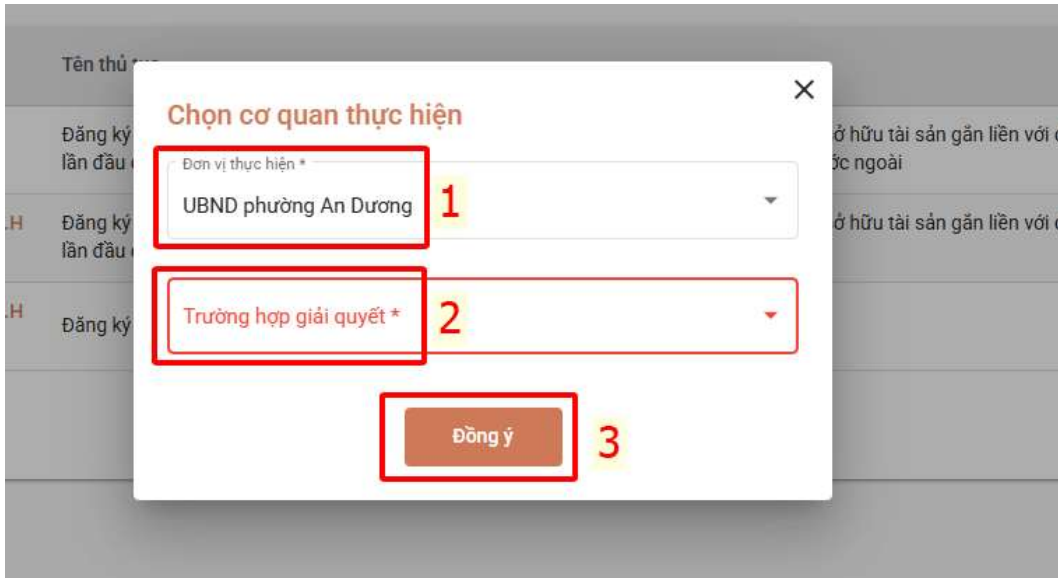 Tên thủ
Chọn cơ quan thực hiện
Đăng ký
lần đầu
ở hữu tài sản gắn liền với
ớc ngoài
Đơn vị thực hiện *
UBND phường An Dương
1
.H
Đăng ký
lần đầu
ở hữu tài sản gắn liền với
Trường hợp giải quyết *
2
.H
Đăng ký
Đồng ý
3